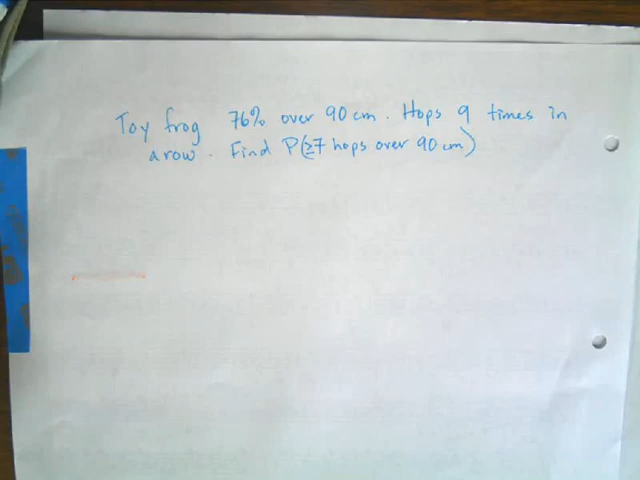 Toy frog 76% over 90 cm. Hops 9 times in
a row. Find P(≥7 hops over 90 cm)